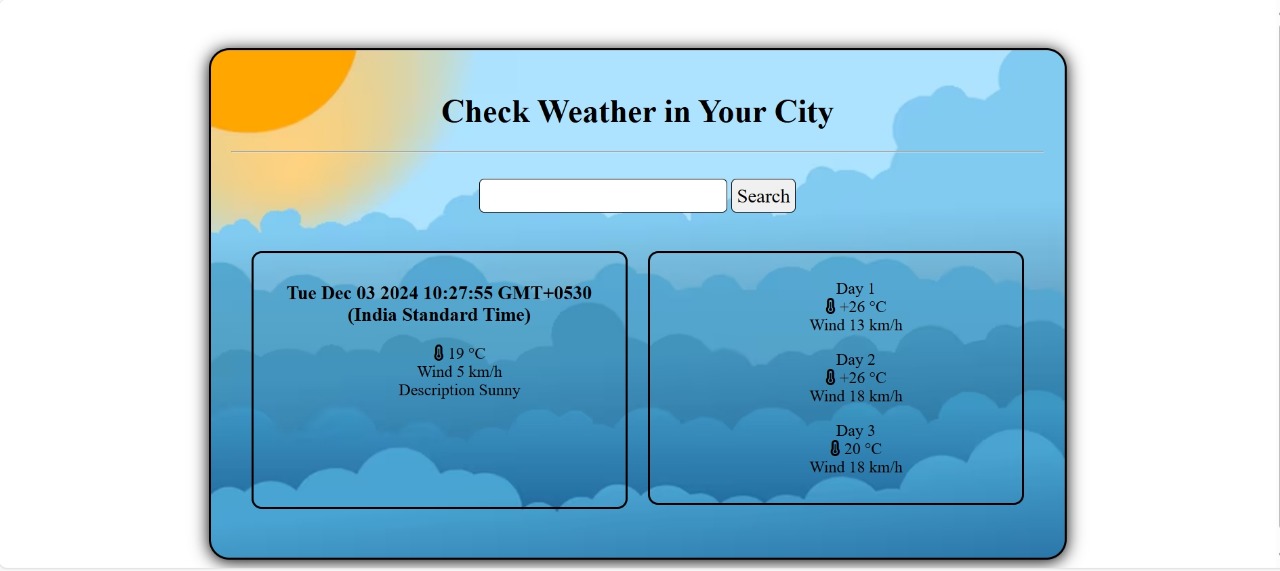 Check Weather in Your City
Search
Tue Dec 03 2024 10:27:55 GMT+0530
(India Standard Time)
19 °C
Wind 5 km/h
Description Sunny
Day 1
+26 °C
Wind 13 km/h
Day 2
+26 °C
Wind 18 km/h
Day 3
20 °C
Wind 18 km/h